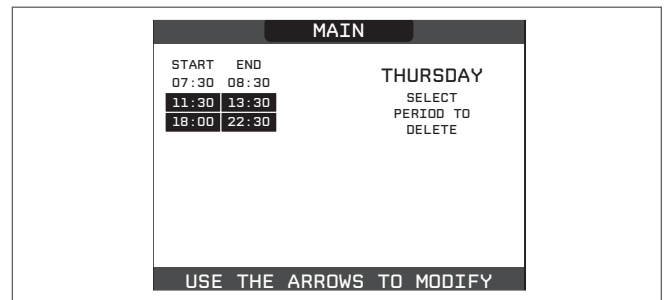 MAIN
START END
07:30 08:30
11:30 13:30
18:00 22:30
THURSDAY
SELECT
PERIOD TO
DELETE
USE THE ARROWS TO MODIFY